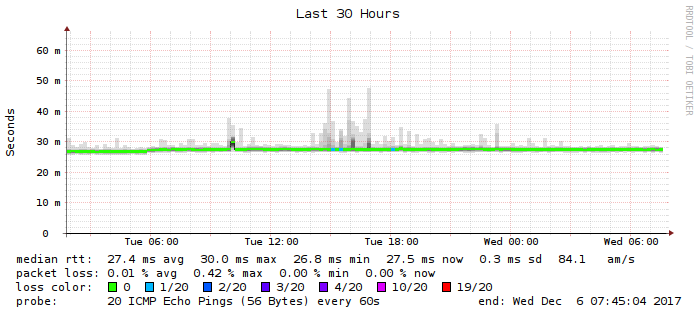 Last 30 Hours
RRDTOOL / TOBI OETIKER
Seconds
60 m
50 m
40 m
30 m
20 m
10 m
0
Tue 06:00 Tue 12:00 Tue 18:00 Wed 00:00 Wed 06:00
median rtt: 27.4 ms avg 30.0 ms max 26.8 ms min 27.5 ms now 0.3 ms sd 84.1 am/s
packet loss: 0.01 % avg 0.42 % max 0.00 % min 0.00 % now
loss color: 0 1/20 2/20 3/20 4/20 10/20 19/20
probe: 20 ICMP Echo Pings (56 Bytes) every 60s end: Wed Dec 6 07:45:04 2017